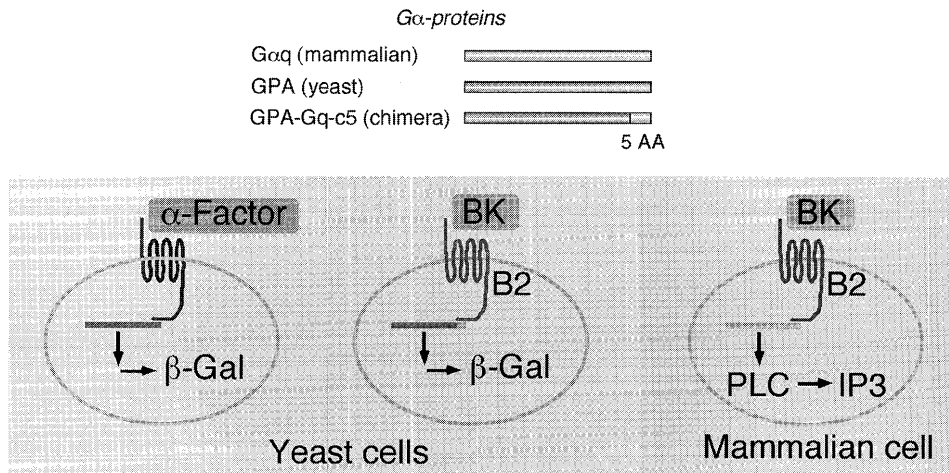 Gα-proteins
Gαq (mammalian)
GPA (yeast)
GPA-Gq-c5 (chimera)
5 AA
α-Factor
BK
BK
B2
B2
β-Gal
β-Gal
PLC → IP3
Yeast cells
Mammalian cell